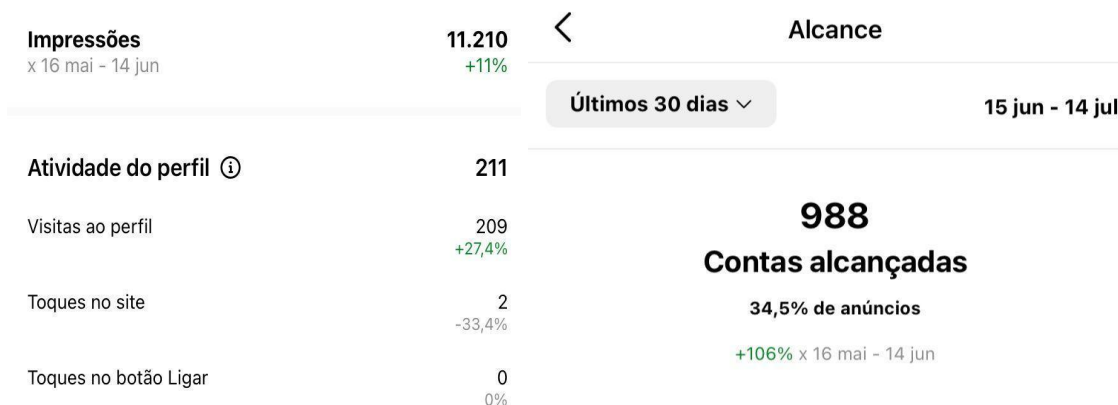 Impressões 11.210
x 16 mai - 14 jun +11%
Atividade do perfil 211
Visitas ao perfil 209
+27,4%
Toques no site 2
-33,4%
Toques no botão Ligar 0
0%
Alcance
Últimos 30 dias 15 jun - 14 jul
988
Contas alcançadas
34,5% de anúncios
+106% x 16 mai - 14 jun